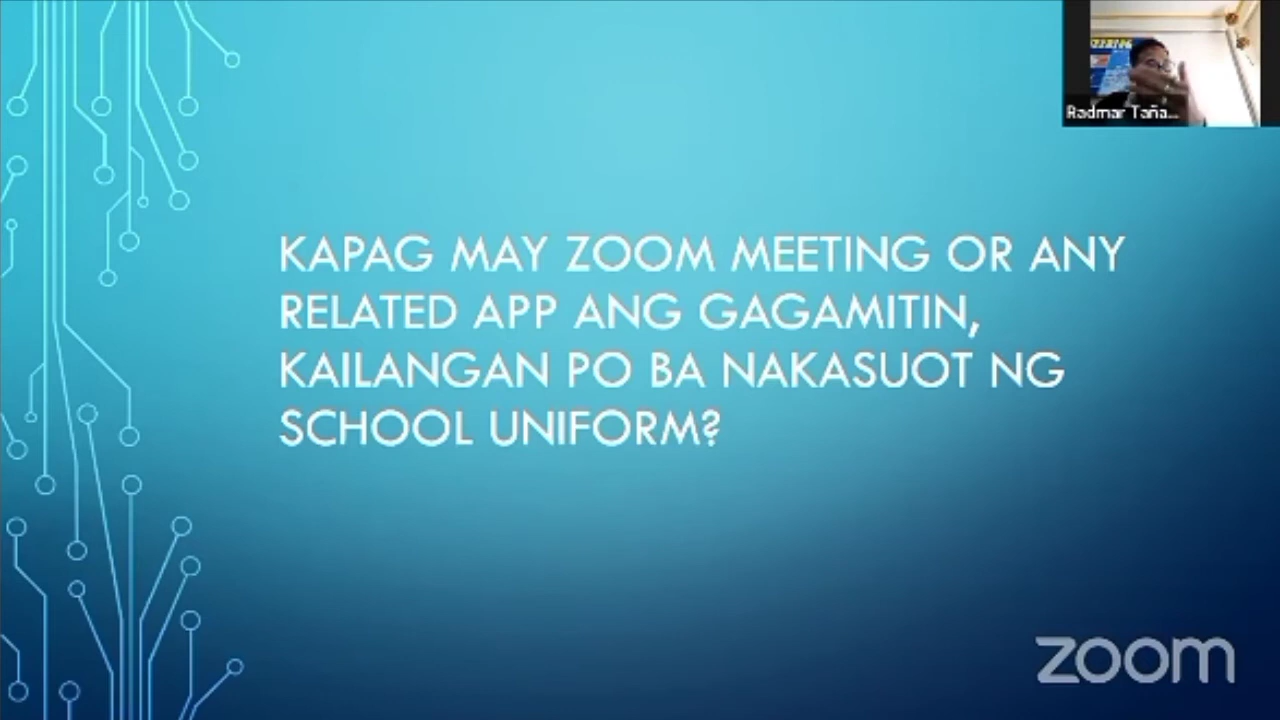 Radmar Taña...
KAPAG MAY ZOOM MEETING OR ANY
RELATED APP ANG GAGAMITIN,
KAILANGAN PO BA NAKASUOT NG
SCHOOL UNIFORM?
zoom